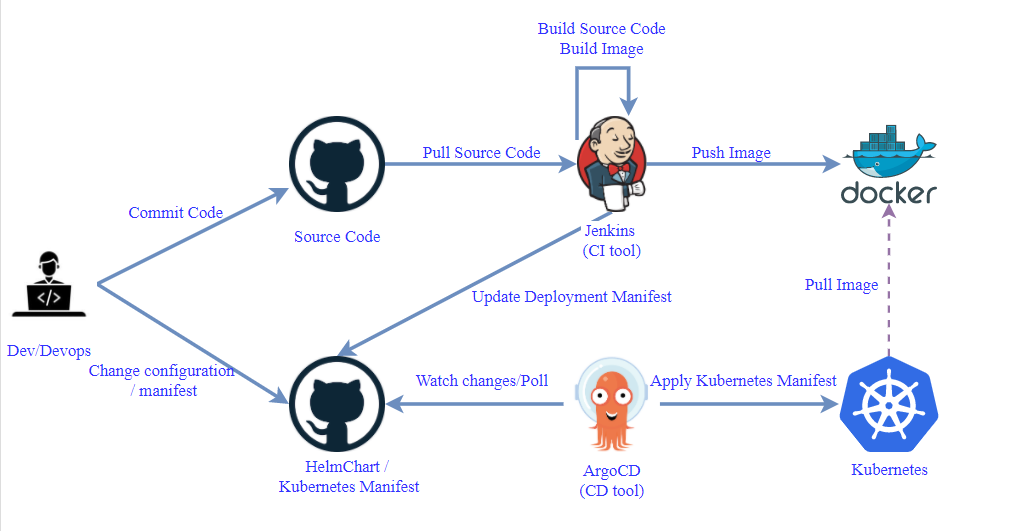 Build Source Code
Build Image
Pull Source Code
Push Image
docker
Commit Code
Source Code
Jenkins
(CI tool)
Update Deployment Manifest
Pull Image
</>
Dev/Devops
Change configuration
/ manifest
Watch changes/Poll
Apply Kubernetes Manifest
HelmChart /
Kubernetes Manifest
ArgoCD
(CD tool)
Kubernetes